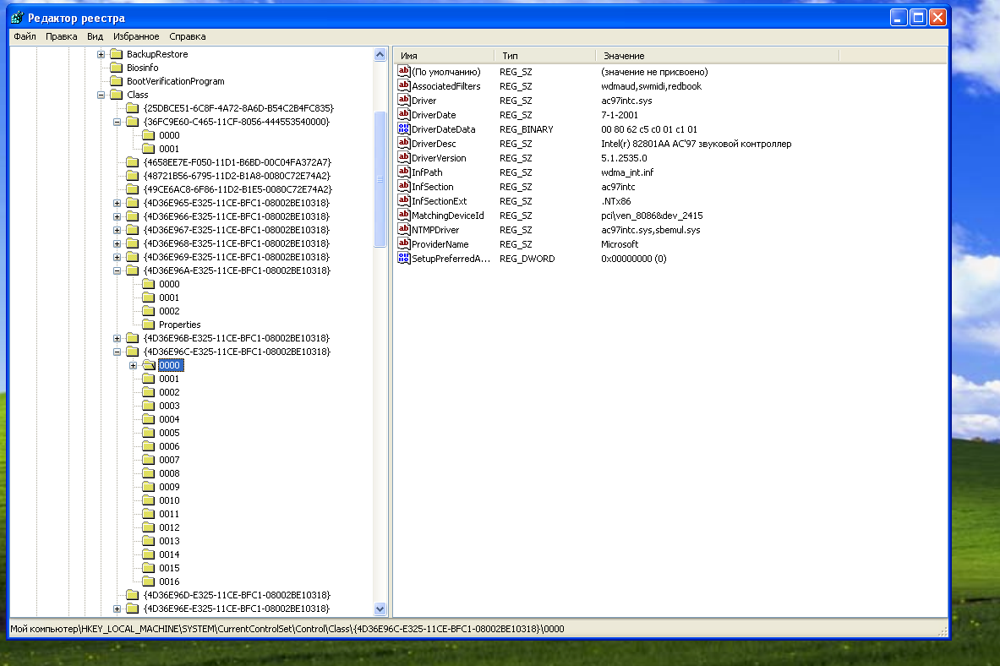 Редактор реестра
Файл Правка Вид Избранное Справка
BackupRestore
Biosinfo
BootVerificationProgram
Class
{25DBCE51-6C8F-4A72-8A6D-B54C2B4FC835}
{36FC9E60-C465-11CF-8056-444553540000}
0000
0001
{4658EE7E-F050-11D1-B6BD-00C04FA372A7}
{48721B56-6795-11D2-B1A8-0080C72E74A2}
{49CE6AC8-6F86-11D2-B1E5-0080C72E74A2}
{4D36E965-E325-11CE-BFC1-08002BE10318}
{4D36E966-E325-11CE-BFC1-08002BE10318}
{4D36E967-E325-11CE-BFC1-08002BE10318}
{4D36E968-E325-11CE-BFC1-08002BE10318}
{4D36E969-E325-11CE-BFC1-08002BE10318}
{4D36E96A-E325-11CE-BFC1-08002BE10318}
0000
0001
0002
Properties
{4D36E96B-E325-11CE-BFC1-08002BE10318}
{4D36E96C-E325-11CE-BFC1-08002BE10318}
0000
0001
0002
0003
0004
0005
0006
0007
0008
0009
0010
0011
0012
0013
0014
0015
0016
{4D36E96D-E325-11CE-BFC1-08002BE10318}
{4D36E96E-E325-11CE-BFC1-08002BE10318}
Имя Тип Значение
(По умолчанию) REG_SZ (значение не присвоено)
AssociatedFilters REG_SZ wdmaud,swmidi,redbook
Driver REG_SZ ac97intc.sys
DriverDate REG_SZ 7-1-2001
DriverDateData REG_BINARY 00 80 62 c5 c0 01 c1 01
DriverDesc REG_SZ Intel(r) 82801AA AC'97 звуковой контроллер
DriverVersion REG_SZ 5.1.2535.0
InfPath REG_SZ wdma_int.inf
InfSection REG_SZ ac97intc
InfSectionExt REG_SZ .NTx86
MatchingDeviceId REG_SZ pci\ven_8086&dev_2415
NTMPDriver REG_SZ ac97intc.sys,sbemul.sys
ProviderName REG_SZ Microsoft
SetupPreferredA... REG_DWORD 0x00000000 (0)
Мой компьютер\HKEY_LOCAL_MACHINE\SYSTEM\CurrentControlSet\Control\Class\{4D36E96C-E325-11CE-BFC1-08002BE10318}\0000